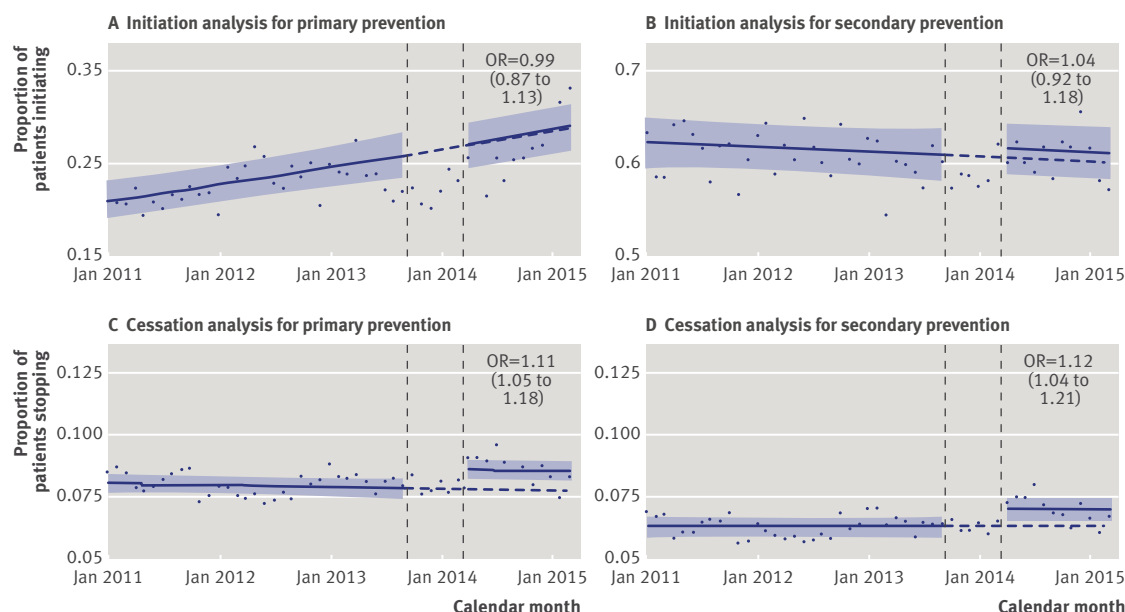 A Initiation analysis for primary prevention
Proportion of
patients initiating
0.35
0.25
0.15
OR=0.99
(0.87 to
1.13)
Jan 2011 Jan 2012 Jan 2013 Jan 2014 Jan 2015
B Initiation analysis for secondary prevention
0.7
0.6
0.5
OR=1.04
(0.92 to
1.18)
Jan 2011 Jan 2012 Jan 2013 Jan 2014 Jan 2015
C Cessation analysis for primary prevention
Proportion of
patients stopping
0.125
0.100
0.075
0.05
OR=1.11
(1.05 to
1.18)
Jan 2011 Jan 2012 Jan 2013 Jan 2014 Jan 2015
Calendar month
D Cessation analysis for secondary prevention
0.125
0.100
0.075
0.05
OR=1.12
(1.04 to
1.21)
Jan 2011 Jan 2012 Jan 2013 Jan 2014 Jan 2015
Calendar month